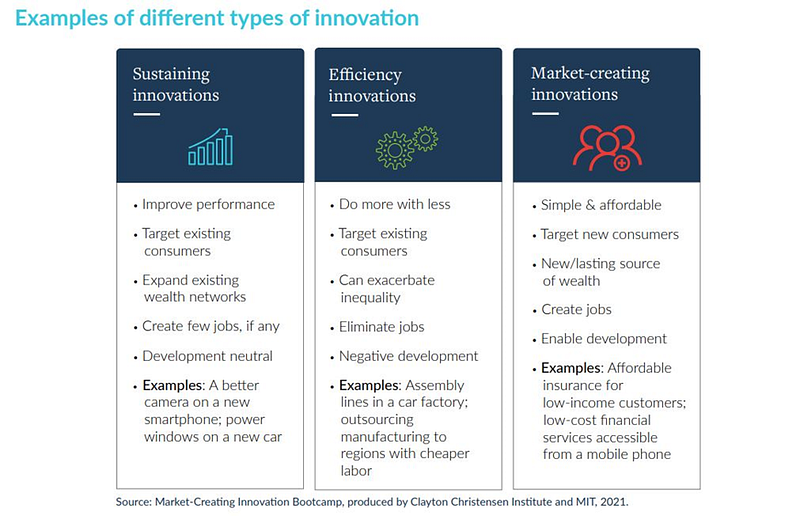 Examples of different types of innovation
Sustaining
innovations
• Improve performance
• Target existing
consumers
• Expand existing
wealth networks
• Create few jobs, if any
• Development neutral
• Examples: A better
camera on a new
smartphone; power
windows on a new car
Efficiency
innovations
• Do more with less
• Target existing
consumers
• Can exacerbate
inequality
• Eliminate jobs
• Negative development
• Examples: Assembly
lines in a car factory;
outsourcing
manufacturing to
regions with cheaper
labor
Market-creating
innovations
• Simple & affordable
• Target new consumers
• New/lasting source
of wealth
• Create jobs
• Enable development
• Examples: Affordable
insurance for
low-income customers;
low-cost financial
services accessible
from a mobile phone
Source: Market-Creating Innovation Bootcamp, produced by Clayton Christensen Institute and MIT, 2021.